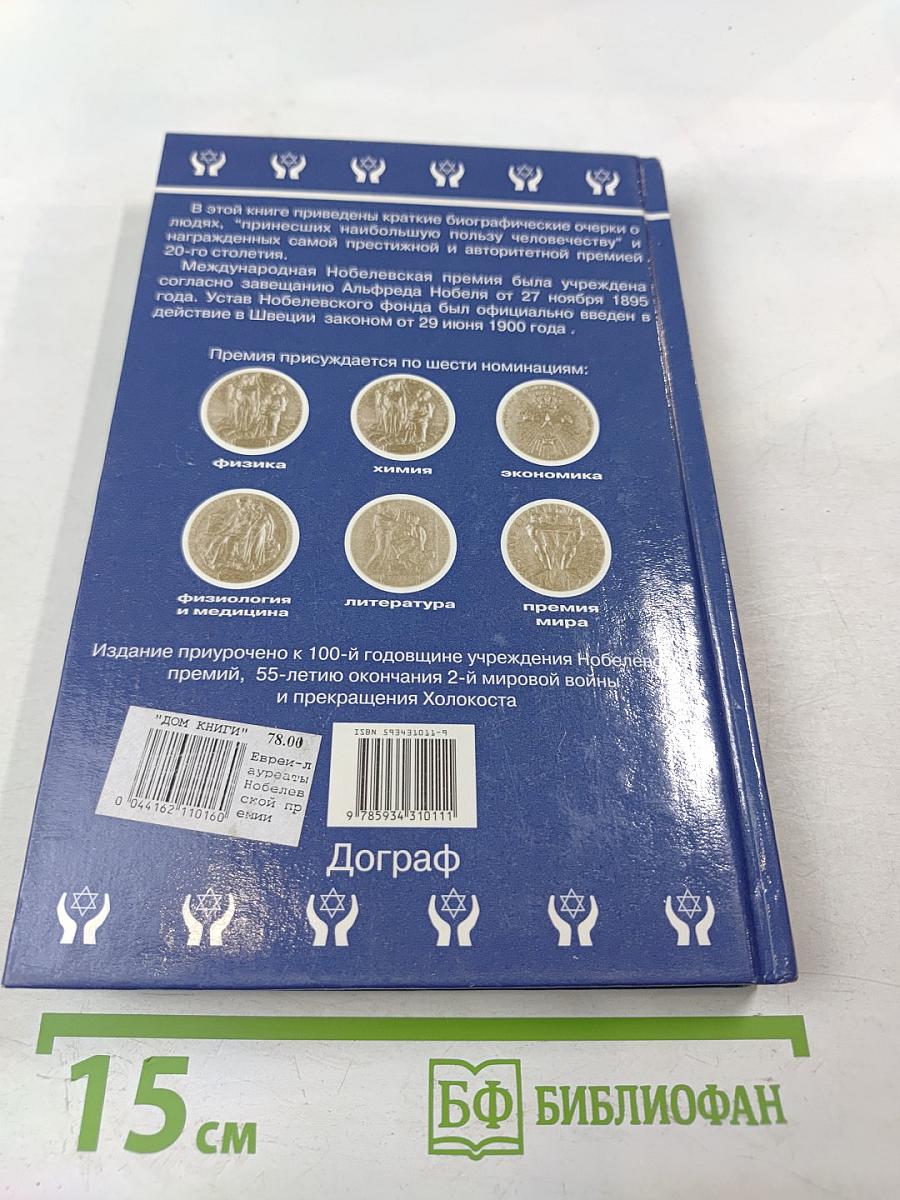 В этой книге приведены краткие биографические очерки о
людях, "принесших наибольшую пользу человечеству" и
награжденных самой престижной и авторитетной премией
20-го столетия.
Международная Нобелевская премия была учреждена
согласно завещанию Альфреда Нобеля от 27 ноября 1895
года. Устав Нобелевского фонда был официально введен в
действие в Швеции законом от 29 июня 1900 года .
Премия присуждается по шести номинациям:
физика
химия
экономика
физиология
и медицина
литература
премия
мира
Издание приурочено к 100-й годовщине учреждения
премий, 55-летию окончания 2-й мировой войны
и прекращения Холокоста
"ДОМ КНИГИ" 78.00
Евреи-л
ауреаты
Нобелев
ской пр
емии
0 044162 110160
ISBN 593431011-9
9 785934 310111
Дограф
15 см
БФ БИБЛИОФАН